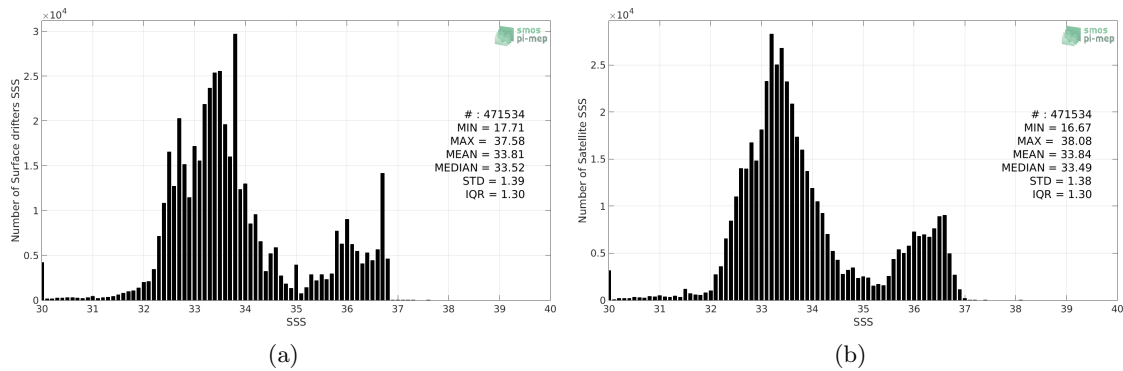 ×10⁴
3
2.5
2
1.5
1
0.5
0
Number of Surface drifters SSS
30 31 32 33 34 35 36 37 38 39 40
SSS
smos
pi-mep
# : 471534
MIN = 17.71
MAX = 37.58
MEAN = 33.81
MEDIAN = 33.52
STD = 1.39
IQR = 1.30
(a)
×10⁴
2.5
2
1.5
1
0.5
0
Number of Satellite SSS
30 31 32 33 34 35 36 37 38 39 40
SSS
smos
pi-mep
# : 471534
MIN = 16.67
MAX = 38.08
MEAN = 33.84
MEDIAN = 33.49
STD = 1.38
IQR = 1.30
(b)